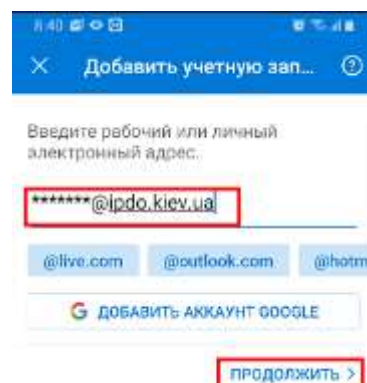 8:40
Добавить учетную зап...
Введите рабочий или личный
электронный адрес.
*******@ipdo.kiev.ua
@live.com @outlook.com @hotm
G ДОБАВИТЬ АККАУНТ GOOGLE
ПРОДОЛЖИТЬ >